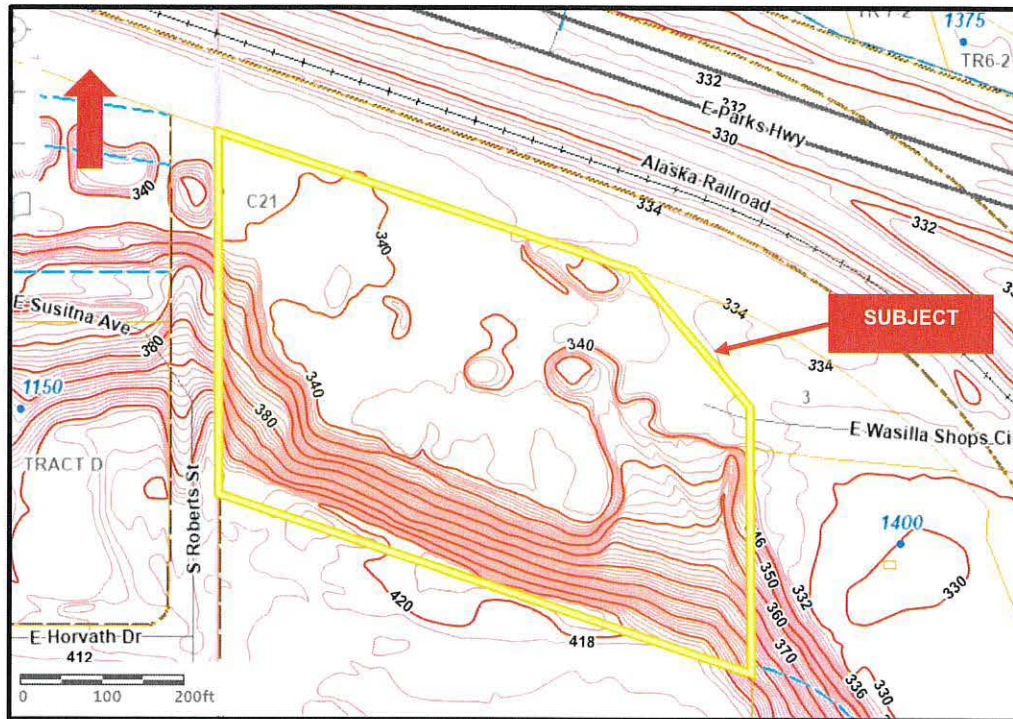 1375
TR6-2
332
332
E Parks Hwy
330
Alaska Railroad
334
332
340
C21
340
E Susitna Ave
380
334
SUBJECT
334
340
340
1150
380
3
E Wasilla Shops Ci
TRACT D
S Roberts St
1400
330
46
350
332
360
370
420
418
E Horvath Dr
412
336
330
0 100 200ft